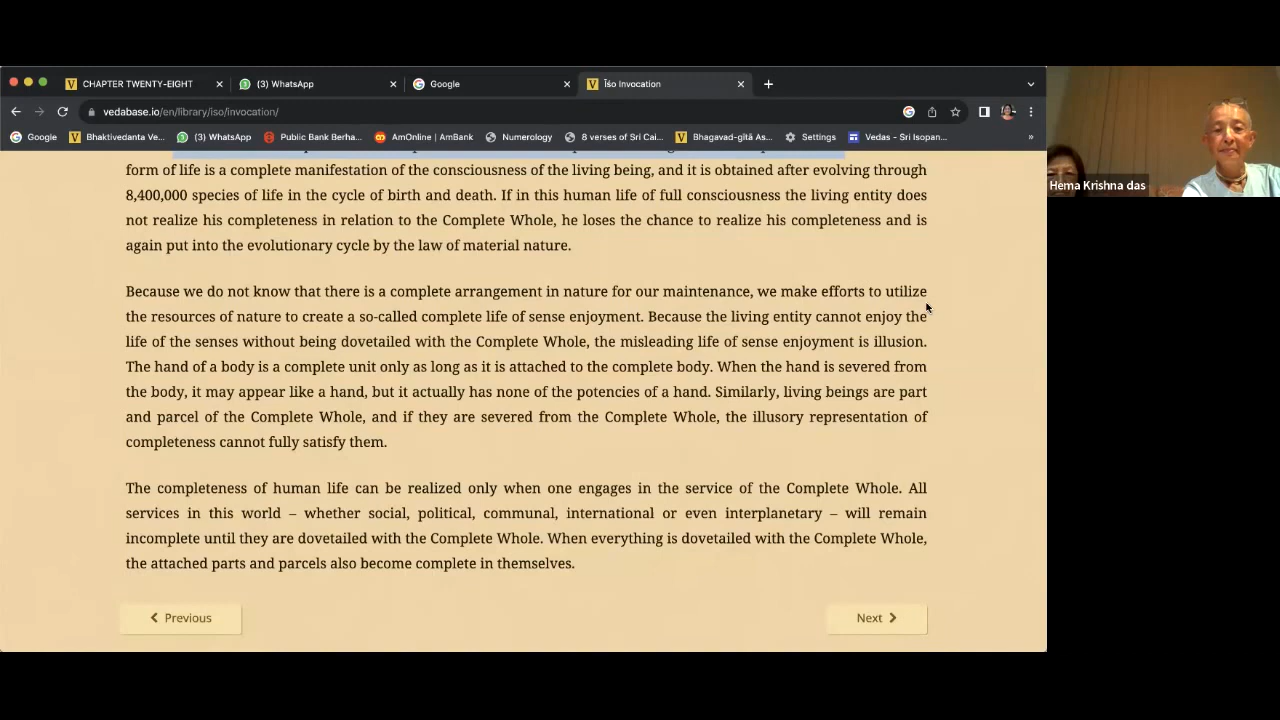 CHAPTER TWENTY-EIGHT
(3) WhatsApp
Google
Īśo Invocation
vedabase.io/en/library/iso/invocation/
Google
Bhaktivedanta Ve...
(3) WhatsApp
Public Bank Berha...
AmOnline | AmBank
Numerology
8 verses of Sri Cai...
Bhagavad-gītā As...
Settings
Vedas - Sri Isopan...
form of life is a complete manifestation of the consciousness of the living being, and it is obtained after evolving through
8,400,000 species of life in the cycle of birth and death. If in this human life of full consciousness the living entity does
not realize his completeness in relation to the Complete Whole, he loses the chance to realize his completeness and is
again put into the evolutionary cycle by the law of material nature.
Because we do not know that there is a complete arrangement in nature for our maintenance, we make efforts to utilize
the resources of nature to create a so-called complete life of sense enjoyment. Because the living entity cannot enjoy the
life of the senses without being dovetailed with the Complete Whole, the misleading life of sense enjoyment is illusion.
The hand of a body is a complete unit only as long as it is attached to the complete body. When the hand is severed from
the body, it may appear like a hand, but it actually has none of the potencies of a hand. Similarly, living beings are part
and parcel of the Complete Whole, and if they are severed from the Complete Whole, the illusory representation of
completeness cannot fully satisfy them.
The completeness of human life can be realized only when one engages in the service of the Complete Whole. All
services in this world – whether social, political, communal, international or even interplanetary – will remain
incomplete until they are dovetailed with the Complete Whole. When everything is dovetailed with the Complete Whole,
the attached parts and parcels also become complete in themselves.
Previous
Next
Hema Krishna das